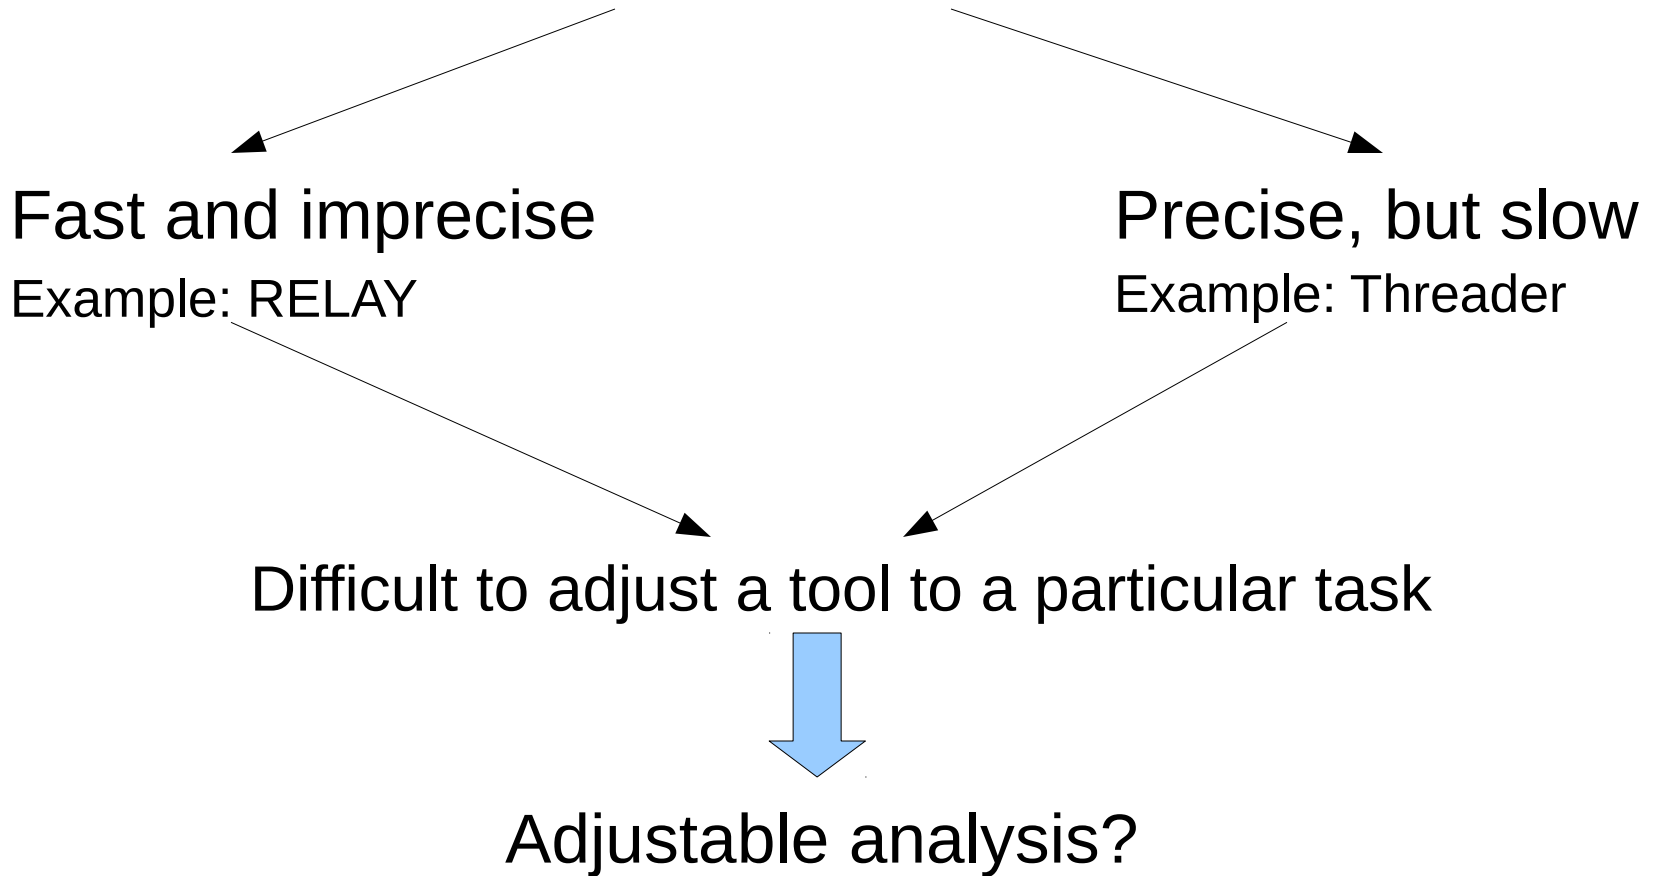 Fast and imprecise
Example: RELAY
Precise, but slow
Example: Threader
Difficult to adjust a tool to a particular task
Adjustable analysis?